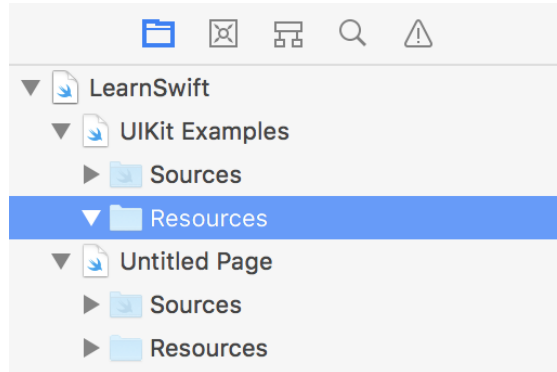 LearnSwift
UIKit Examples
Sources
Resources
Untitled Page
Sources
Resources